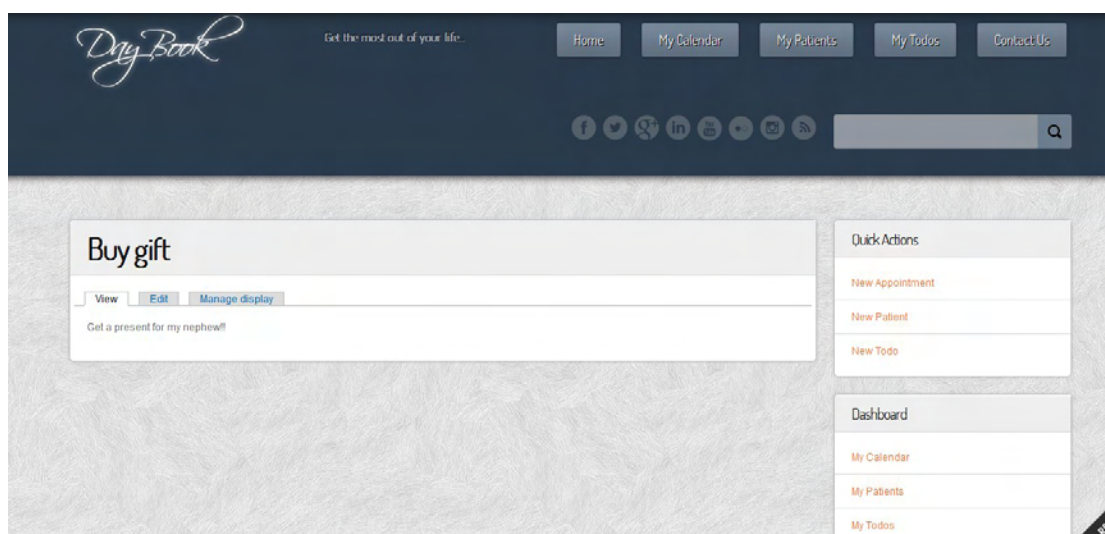 Day Book
Get the most out of your life...
Home
My Calendar
My Patients
My Todos
Contact Us
Buy gift
View
Edit
Manage display
Get a present for my nephew!!
Quick Actions
New Appointment
New Patient
New Todo
Dashboard
My Calendar
My Patients
My Todos